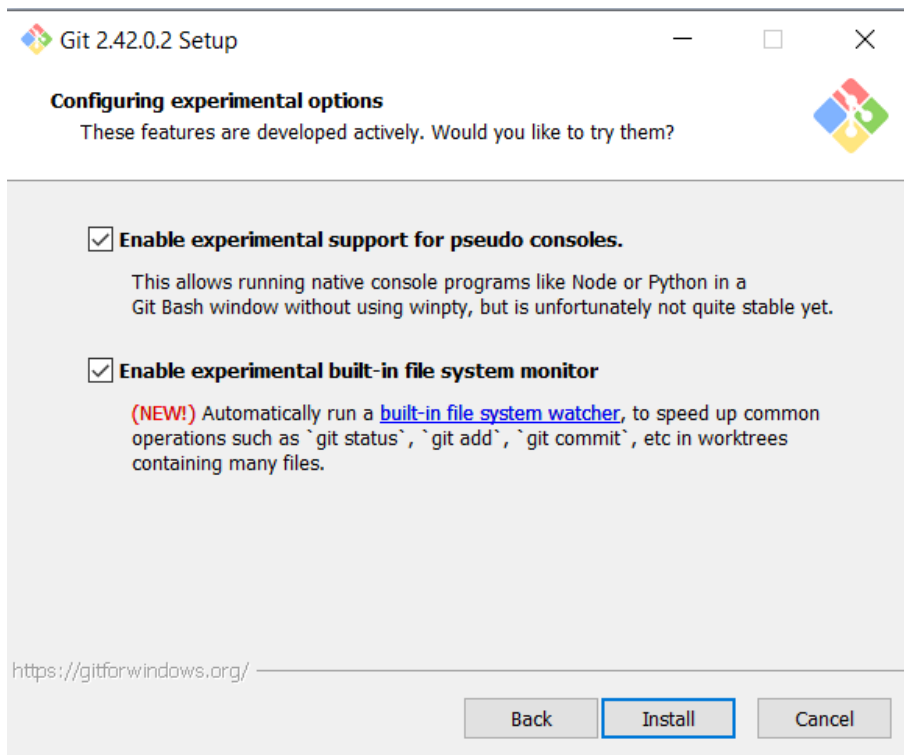 Git 2.42.0.2 Setup
Configuring experimental options
These features are developed actively. Would you like to try them?
Enable experimental support for pseudo consoles.
This allows running native console programs like Node or Python in a
Git Bash window without using winpty, but is unfortunately not quite stable yet.
Enable experimental built-in file system monitor
(NEW!) Automatically run a built-in file system watcher, to speed up common
operations such as `git status`, `git add`, `git commit`, etc in worktrees
containing many files.
https://gitforwindows.org/
Back Install Cancel